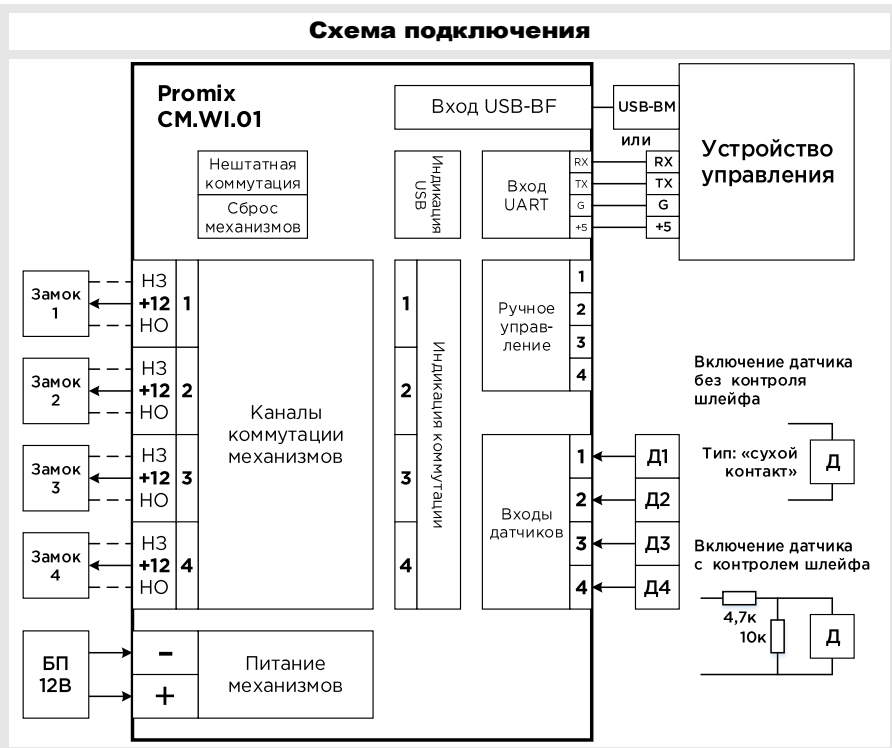 Схема подключения
Promix
CM.WI.01
Вход USB-BF
USB-BM
или
Устройство
управления
Нештатная
коммутация
Сброс
механизмов
Индикация
USB
Вход
UART
RX
TX
G
+5
RX
TX
G
+5
Замок
1
НЗ
+12
НО
1
Замок
2
НЗ
+12
НО
2
Замок
3
НЗ
+12
НО
3
Замок
4
НЗ
+12
НО
4
Каналы
коммутации
механизмов
1
2
3
4
Индикация коммутации
Ручное
управ-
ление
1
2
3
4
Входы
датчиков
1
2
3
4
Д1
Д2
Д3
Д4
Включение датчика
без контроля
шлейфа
Тип: «сухой
контакт»
Д
Включение датчика
с контролем шлейфа
4,7к
10к
Д
БП
12В
–
+
Питание
механизмов